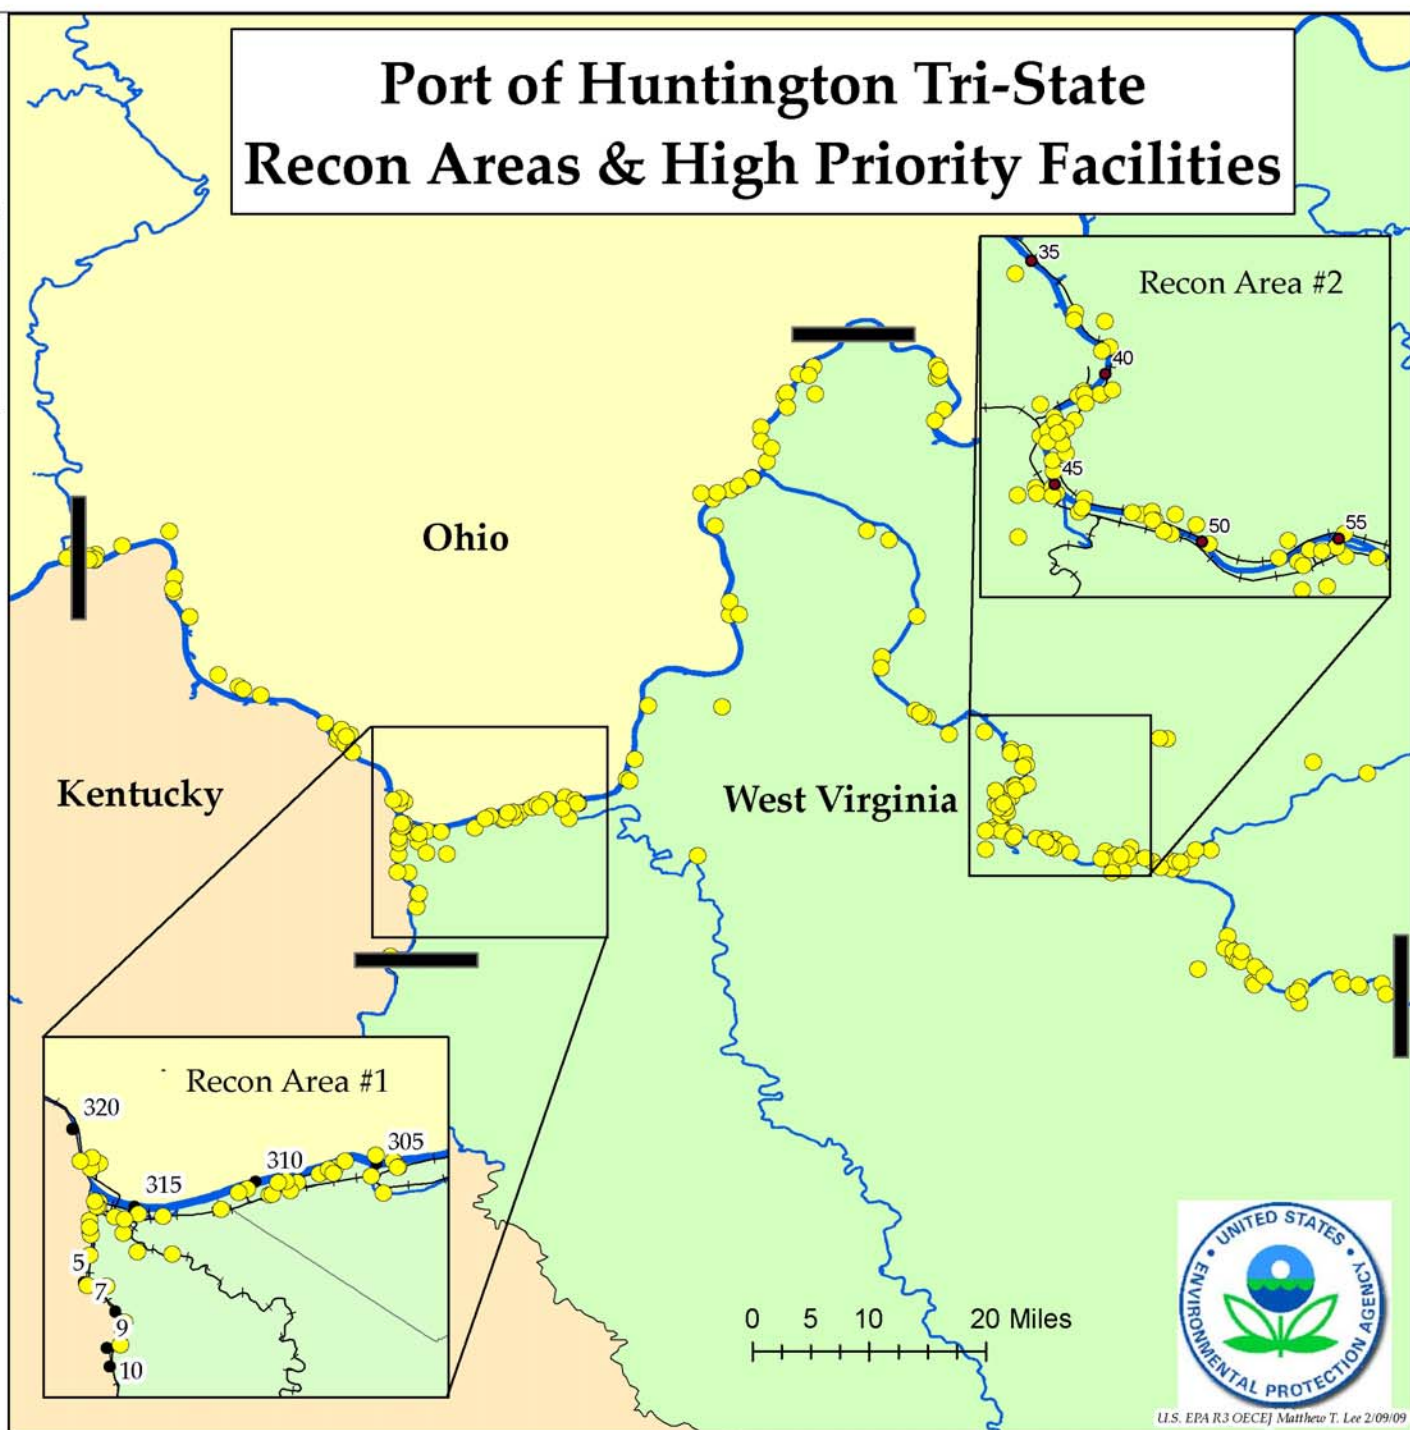 Port of Huntington Tri-State
Recon Areas & High Priority Facilities
Recon Area #2
35
40
45
50
55
Ohio
Kentucky
West Virginia
Recon Area #1
320
315
310
305
5
7
9
10
0 5 10 20 Miles
UNITED STATES
ENVIRONMENTAL PROTECTION AGENCY
U.S. EPA R3 OECEJ Matthew T. Lee 2/09/09